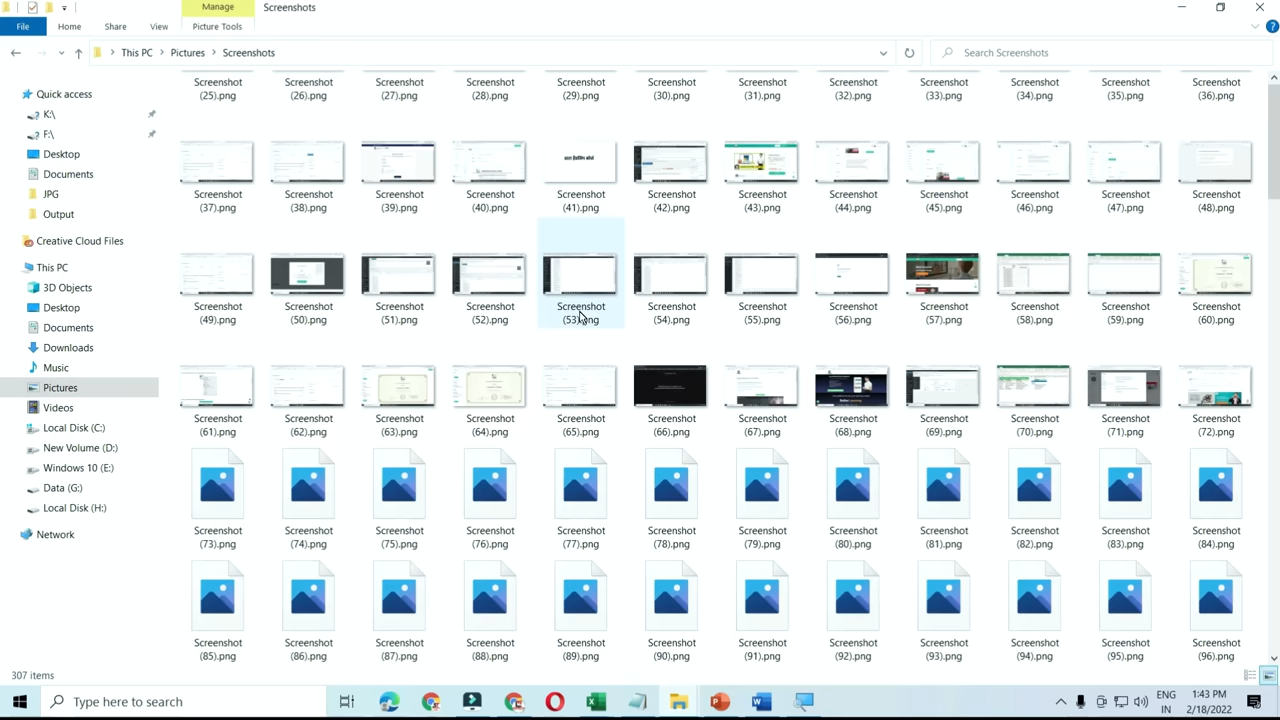 Manage
Screenshots
File
Home
Share
View
Picture Tools
This PC
Pictures
Screenshots
Search Screenshots
Quick access
K:\
F:\
Desktop
Documents
JPG
Output
Creative Cloud Files
This PC
3D Objects
Desktop
Documents
Downloads
Music
Pictures
Videos
Local Disk (C:)
New Volume (D:)
Windows 10 (E:)
Data (G:)
Local Disk (H:)
Network
Screenshot Screenshot Screenshot Screenshot Screenshot Screenshot Screenshot Screenshot Screenshot Screenshot Screenshot Screenshot
(25).png (26).png (27).png (28).png (29).png (30).png (31).png (32).png (33).png (34).png (35).png (36).png
Screenshot Screenshot Screenshot Screenshot Screenshot Screenshot Screenshot Screenshot Screenshot Screenshot Screenshot Screenshot
(37).png (38).png (39).png (40).png (41).png (42).png (43).png (44).png (45).png (46).png (47).png (48).png
Screenshot Screenshot Screenshot Screenshot Screenshot Screenshot Screenshot Screenshot Screenshot Screenshot Screenshot Screenshot
(49).png (50).png (51).png (52).png (53).png (54).png (55).png (56).png (57).png (58).png (59).png (60).png
Screenshot Screenshot Screenshot Screenshot Screenshot Screenshot Screenshot Screenshot Screenshot Screenshot Screenshot Screenshot
(61).png (62).png (63).png (64).png (65).png (66).png (67).png (68).png (69).png (70).png (71).png (72).png
Screenshot Screenshot Screenshot Screenshot Screenshot Screenshot Screenshot Screenshot Screenshot Screenshot Screenshot Screenshot
(73).png (74).png (75).png (76).png (77).png (78).png (79).png (80).png (81).png (82).png (83).png (84).png
Screenshot Screenshot Screenshot Screenshot Screenshot Screenshot Screenshot Screenshot Screenshot Screenshot Screenshot Screenshot
(85).png (86).png (87).png (88).png (89).png (90).png (91).png (92).png (93).png (94).png (95).png (96).png
307 items
Type here to search
ENG
IN
1:43 PM
2/18/2022